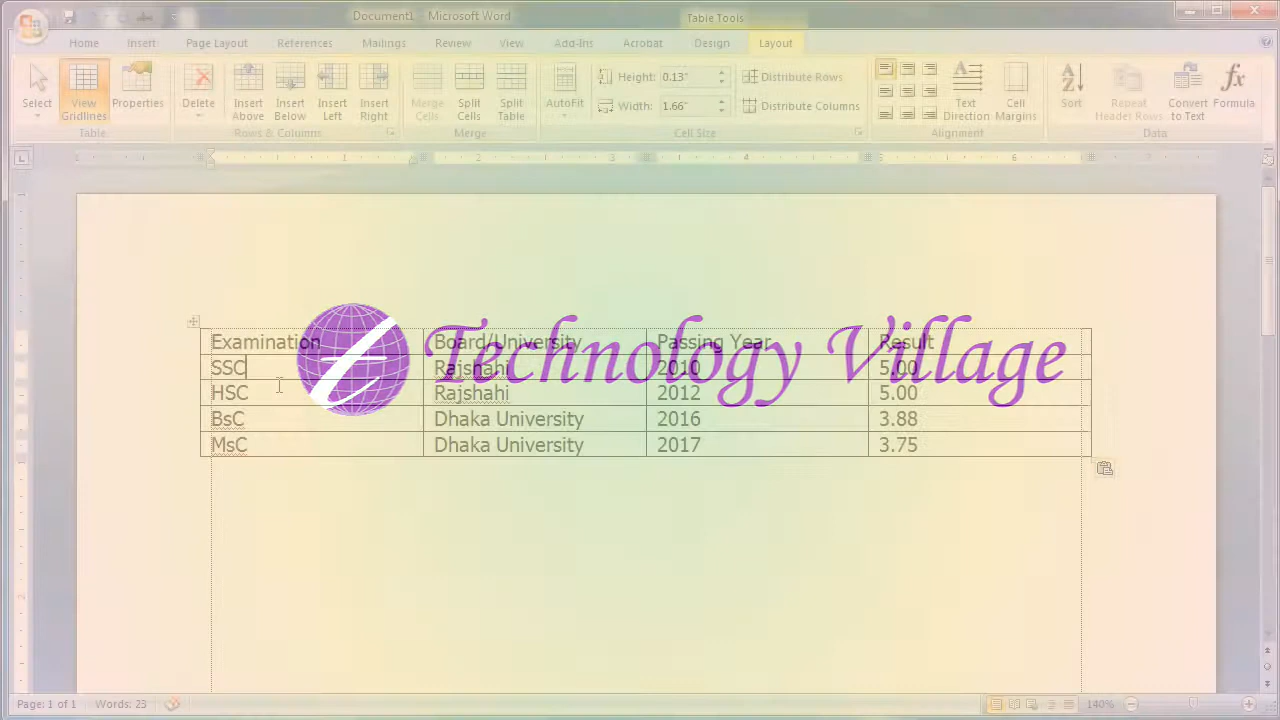 Document1 - Microsoft Word
Table Tools
Home Insert Page Layout References Mailings Review View Add-Ins Acrobat Design Layout
Select
View Gridlines
Properties
Table
Delete
Insert Above
Insert Below
Insert Left
Insert Right
Rows & Columns
Merge Cells
Split Cells
Split Table
Merge
AutoFit
Height: 0.13"
Width: 1.66"
Distribute Rows
Distribute Columns
Cell Size
Text Direction
Cell Margins
Alignment
Sort
Repeat Header Rows
Convert to Text
Formula
Data
Technology Village
Examination Board/University Passing Year Result
SSC Rajshahi 2010 5.00
HSC Rajshahi 2012 5.00
BsC Dhaka University 2016 3.88
MsC Dhaka University 2017 3.75
Page: 1 of 1 Words: 23 140%